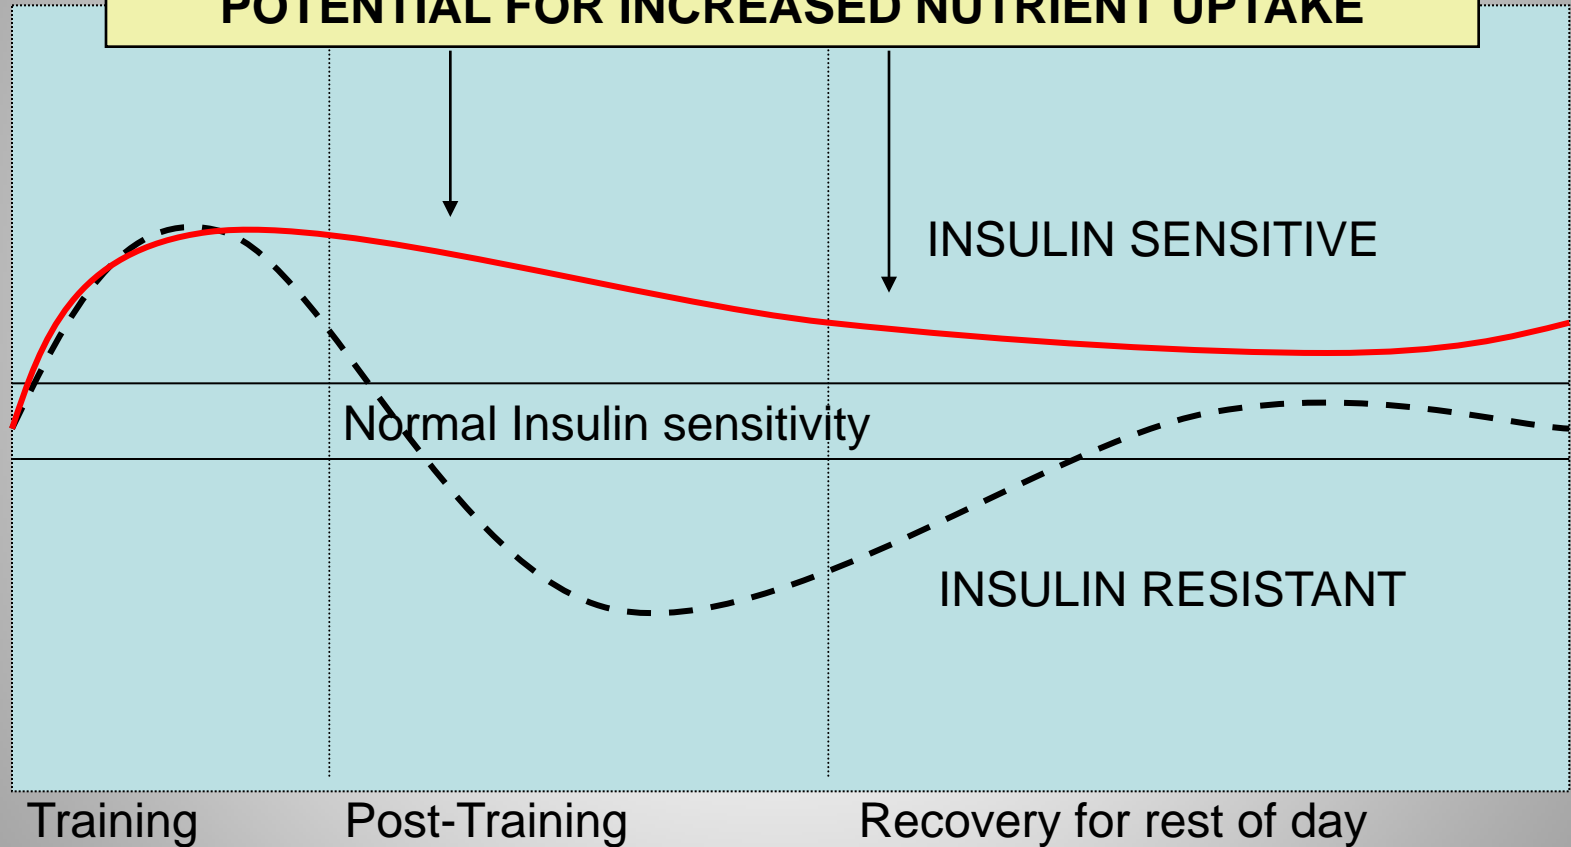 POTENTIAL FOR INCREASED NUTRIENT UPTAKE
INSULIN SENSITIVE
Normal Insulin sensitivity
INSULIN RESISTANT
Training
Post-Training
Recovery for rest of day